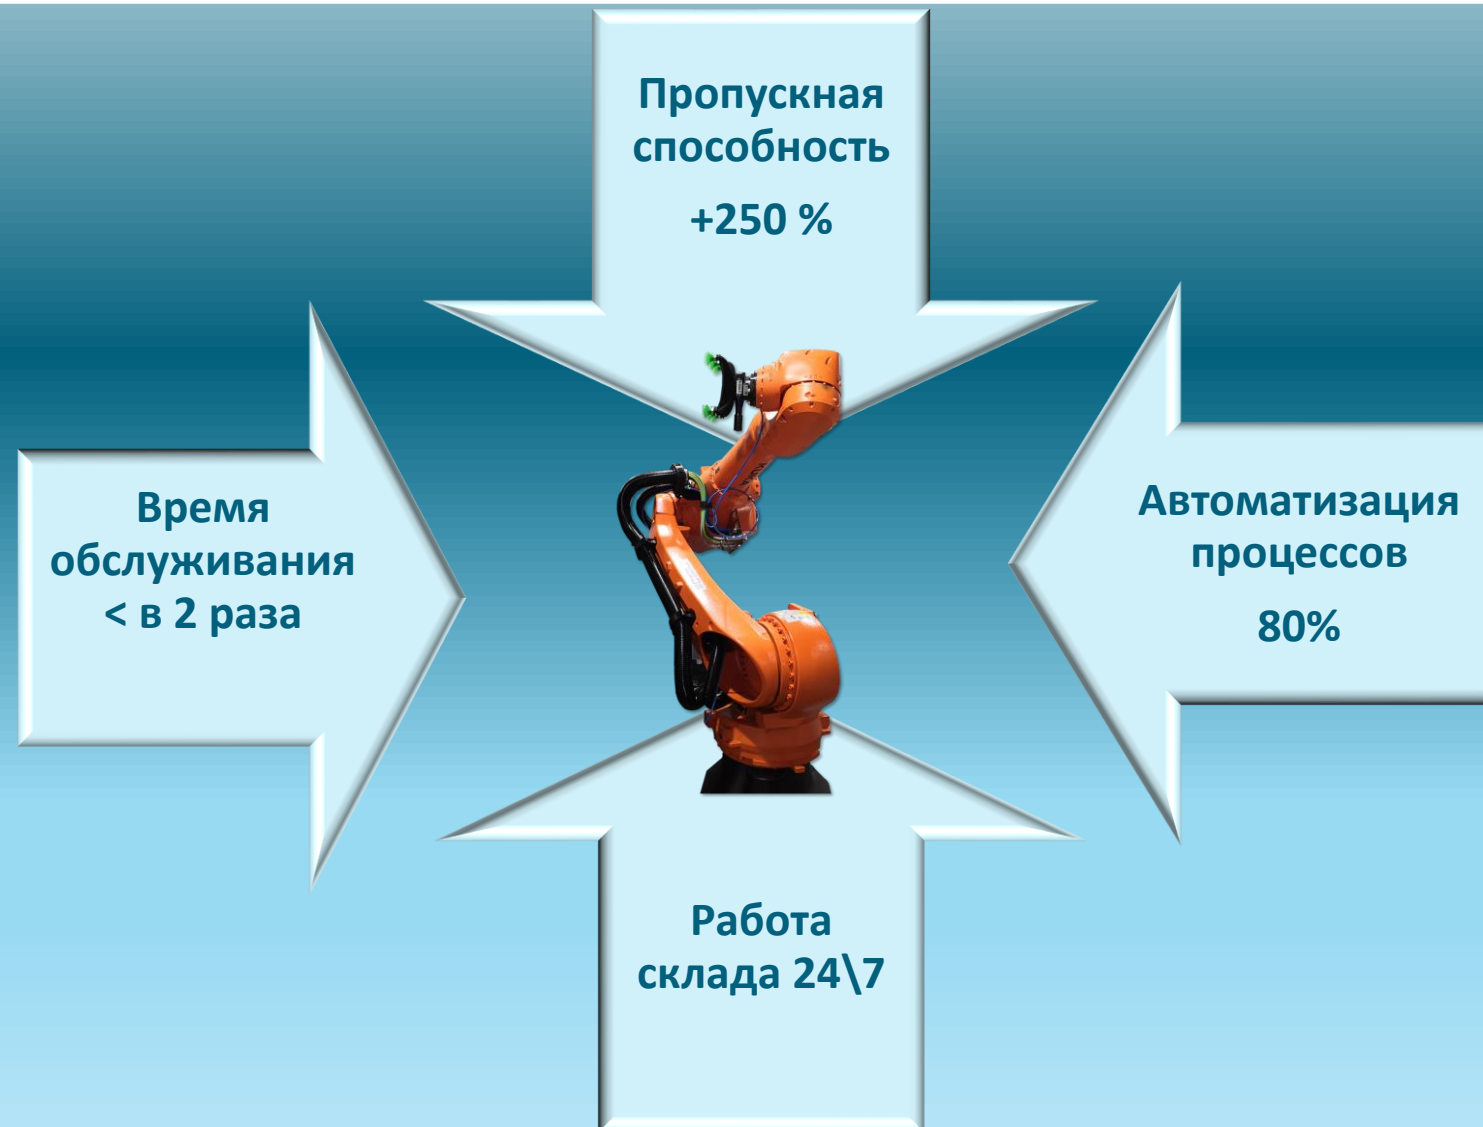 Пропускная
способность
+250 %
Время
обслуживания
< в 2 раза
Автоматизация
процессов
80%
Работа
склада 24\7